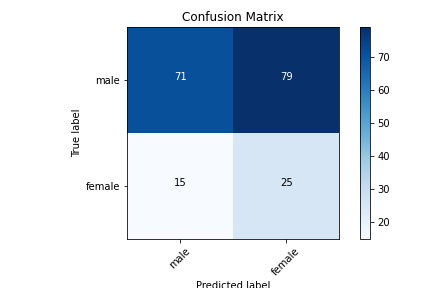 Confusion Matrix
male
71
79
female
15
25
True label
male
female
Predicted label
70
60
50
40
30
20